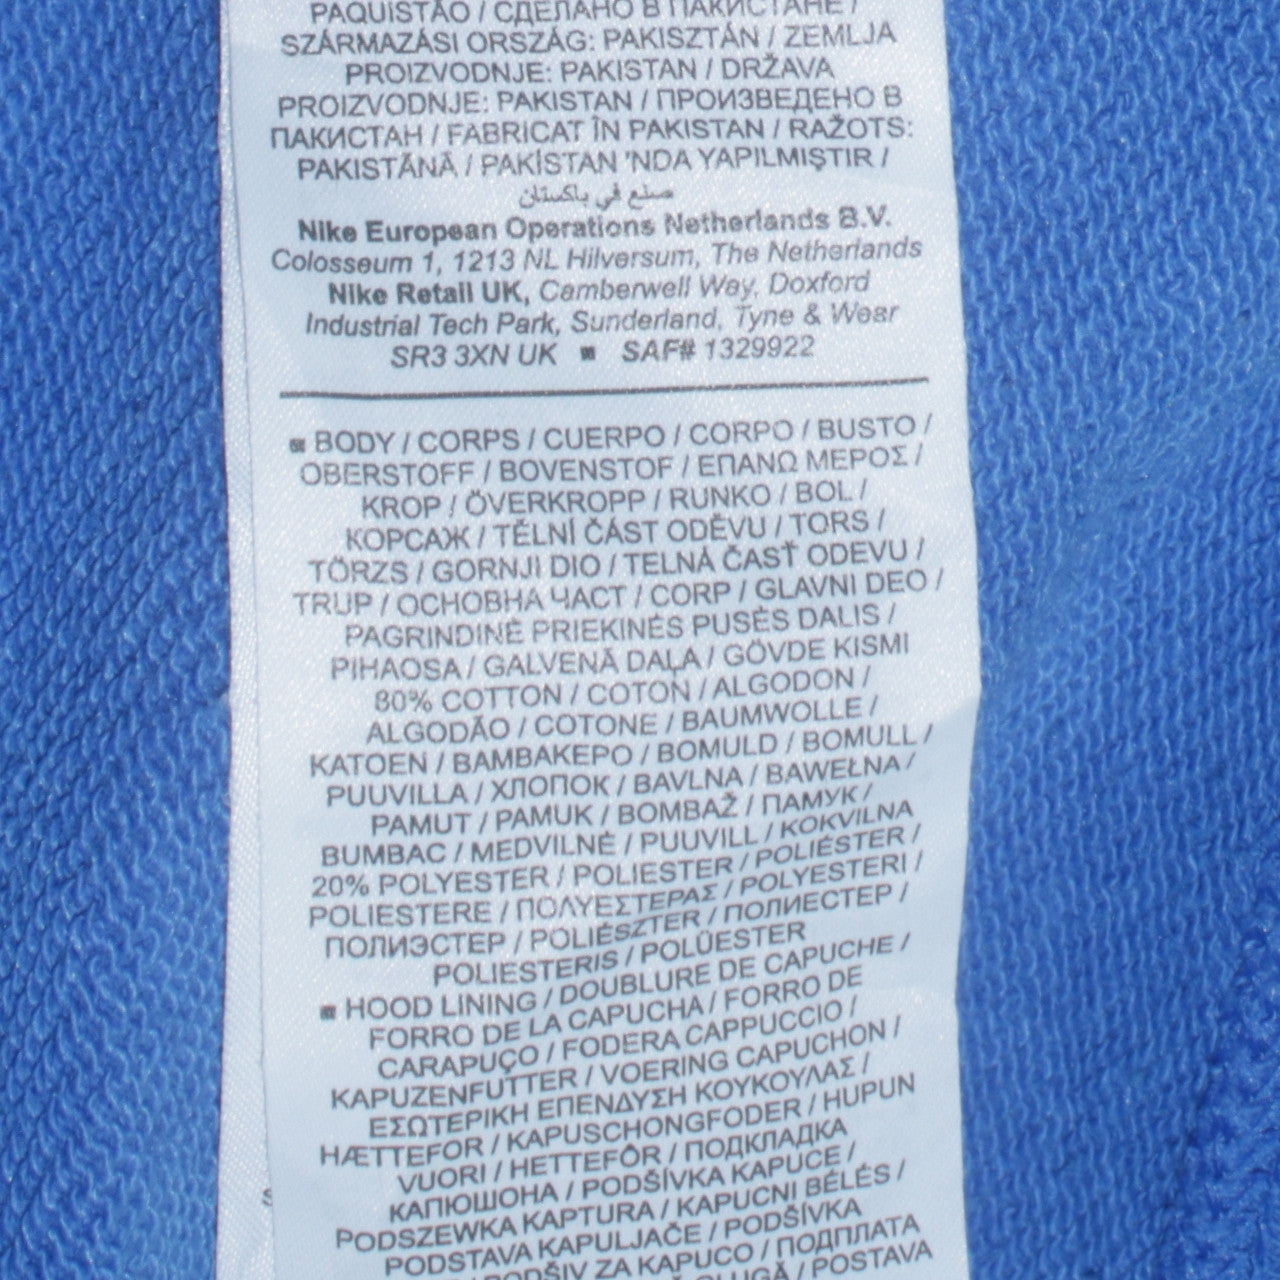 PAQUISTÃO / СДЕЛАНО В ПАКИСТАНЕ /
SZÁRMAZÁSI ORSZÁG: PAKISZTÁN / ZEMLJA
PROIZVODNJE: PAKISTAN / DRŽAVA
PROIZVODNJE: PAKISTAN / ПРОИЗВЕДЕНО В
ПАКИСТАН / FABRICAT ÎN PAKISTAN / RAŽOTS:
PAKISTĀNĀ / PAKİSTAN 'NDA YAPILMIŞTIR /
صنع في باكستان
Nike European Operations Netherlands B.V.
Colosseum 1, 1213 NL Hilversum, The Netherlands
Nike Retail UK, Camberwell Way, Doxford
Industrial Tech Park, Sunderland, Tyne & Wear
SR3 3XN UK ■ SAF# 1329922
■ BODY / CORPS / CUERPO / CORPO / BUSTO /
OBERSTOFF / BOVENSTOF / ΕΠΑΝΩ ΜΕΡΟΣ /
KROP / ÖVERKROPP / RUNKO / BOL /
КОРСАЖ / TĚLNÍ ČÁST ODĚVU / TORS /
TÖRZS / GORNJI DIO / TELNÁ ČASŤ ODEVU /
TRUP / ОСНОВНА ЧАСТ / CORP / GLAVNI DEO /
PAGRINDINĖ PRIEKINĖS PUSĖS DALIS /
PIHAOSA / GALVENĀ DAĻA / GÖVDE KISMI
80% COTTON / COTON / ALGODON /
ALGODÃO / COTONE / BAUMWOLLE /
KATOEN / ΒΑΜΒΑΚΕΡΟ / BOMULD / BOMULL /
PUUVILLA / ХЛОПОК / BAVLNA / BAWEŁNA /
PAMUT / PAMUK / BOMBAŽ / ПАМУК /
BUMBAC / MEDVILNĖ / PUUVILL / KOKVILNA
20% POLYESTER / POLIESTER / POLIÉSTER /
POLIESTERE / ΠΟΛΥΕΣΤΕΡΑΣ / POLYESTERI /
ПОЛИЭСТЕР / POLIÉSZTER / ПОЛИЕСТЕР /
POLIESTERIS / POLÜESTER
■ HOOD LINING / DOUBLURE DE CAPUCHE /
FORRO DE LA CAPUCHA / FORRO DE
CARAPUÇO / FODERA CAPPUCCIO /
KAPUZENFUTTER / VOERING CAPUCHON /
ΕΣΩΤΕΡΙΚΗ ΕΠΕΝΔΥΣΗ ΚΟΥΚΟΥΛΑΣ /
HÆTTEFOR / KAPUSCHONGFODER / HUPUN
VUORI / HETTEFÔR / ПОДКЛАДКА
КАПЮШОНА / PODŠÍVKA KAPUCE /
PODSZEWKA KAPTURA / KAPUCNI BÉLÉS /
PODSTAVA KAPULJAČE / PODŠÍVKA
PODŠIV ZA KAPUCO / ПОДПЛАТА
/ POSTAVA